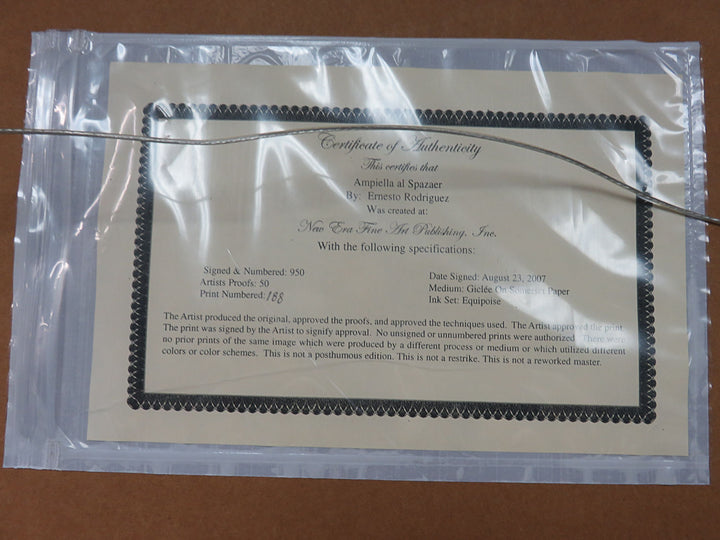 Certificate of Authenticity
This certifies that
Ampiella al Spazaer
By: Ernesto Rodriguez
Was created at:
New Era Fine Art Publishing, Inc.
With the following specifications:
Signed & Numbered: 950
Artists Proofs: 50
Print Numbered: 188
Date Signed: August 23, 2007
Medium: Giclée On Somerset Paper
Ink Set: Equipoise
The Artist produced the original, approved the proofs, and approved the techniques used. The Artist approved the print.
The print was signed by the Artist to signify approval. No unsigned or unnumbered prints were authorized. There were
no prior prints of the same image which were produced by a different process or medium or which utilized different
colors or color schemes. This is not a posthumous edition. This is not a restrike. This is not a reworked master.